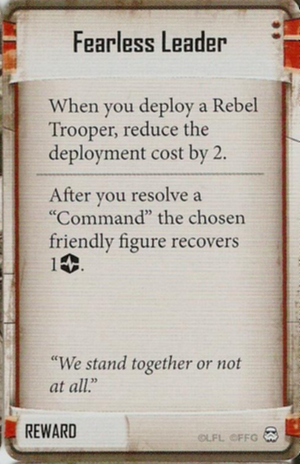 Fearless Leader
When you deploy a Rebel
Trooper, reduce the
deployment cost by 2.
After you resolve a
“Command” the chosen
friendly figure recovers
1.
“We stand together or not
at all.”
REWARD
©LFL ©FFG